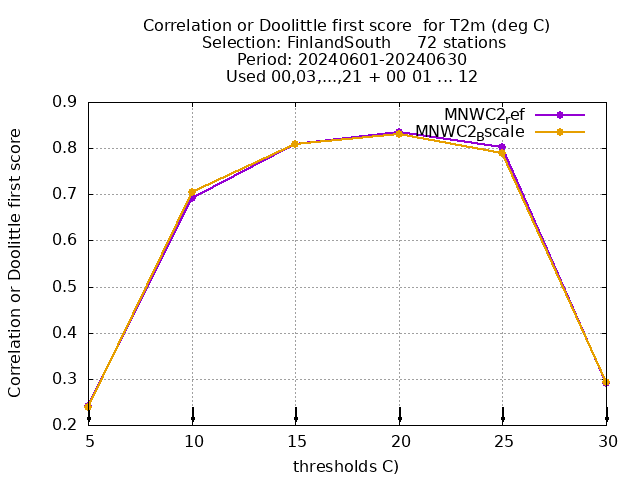 Correlation or Doolittle first score  for T2m (deg C)
Selection: FinlandSouth     72 stations
Period: 20240601-20240630
Used 00,03,...,21 + 00 01 ... 12
MNWC2ref
MNWC2Bscale
Correlation or Doolittle first score
0.9
0.8
0.7
0.6
0.5
0.4
0.3
0.2
5 10 15 20 25 30
thresholds C)